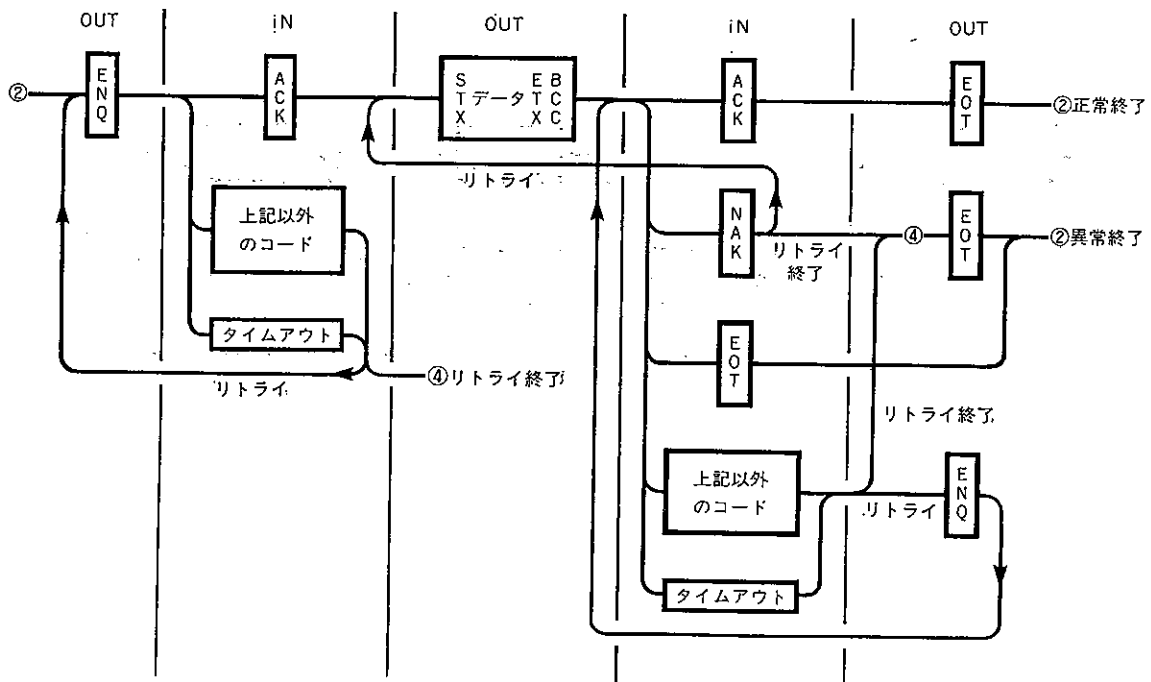 OUT
iN
OUT
iN
OUT
②
ENQ
ACK
STX データ ETX BCC
ACK
EOT
②正常終了
リトライ
上記以外
のコード
NAK
リトライ
終了
④
EOT
②異常終了
タイムアウト
リトライ
④リトライ終了
EOT
リトライ終了
上記以外
のコード
リトライ
ENQ
タイムアウト